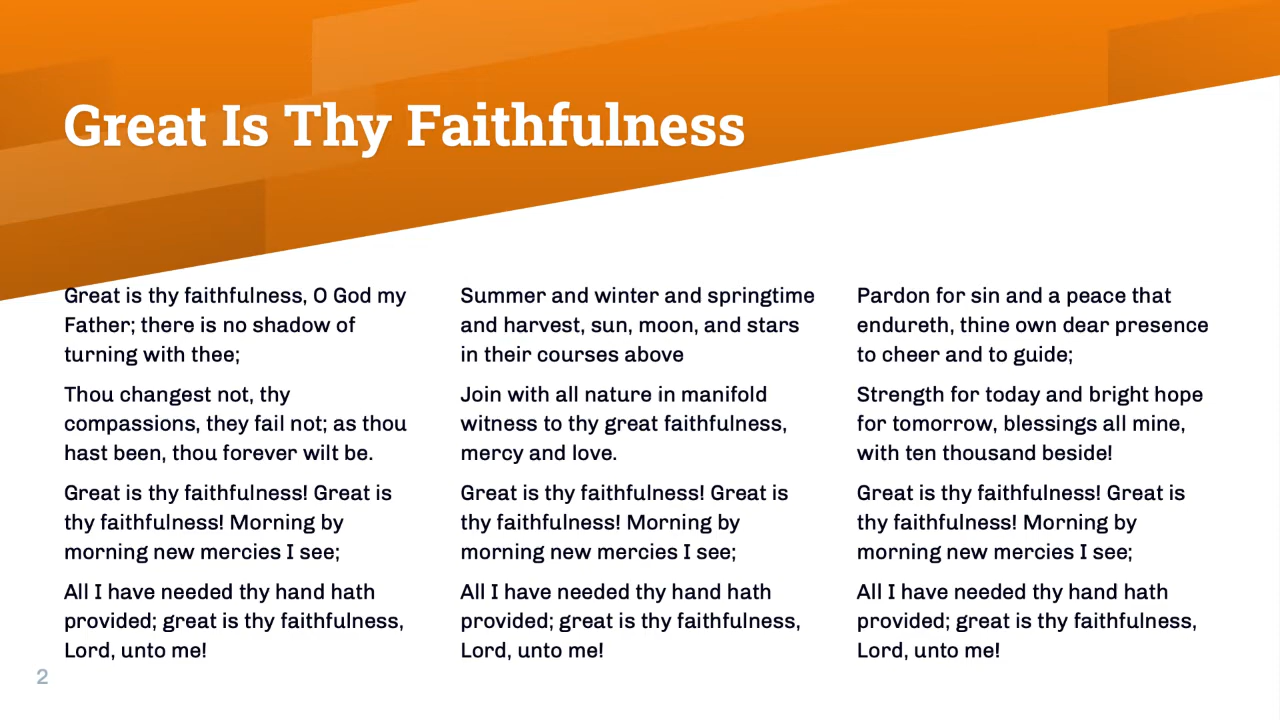 Great Is Thy Faithfulness
Great is thy faithfulness, O God my
Father; there is no shadow of
turning with thee;
Thou changest not, thy
compassions, they fail not; as thou
hast been, thou forever wilt be.
Great is thy faithfulness! Great is
thy faithfulness! Morning by
morning new mercies I see;
All I have needed thy hand hath
provided; great is thy faithfulness,
Lord, unto me!
Summer and winter and springtime
and harvest, sun, moon, and stars
in their courses above
Join with all nature in manifold
witness to thy great faithfulness,
mercy and love.
Great is thy faithfulness! Great is
thy faithfulness! Morning by
morning new mercies I see;
All I have needed thy hand hath
provided; great is thy faithfulness,
Lord, unto me!
Pardon for sin and a peace that
endureth, thine own dear presence
to cheer and to guide;
Strength for today and bright hope
for tomorrow, blessings all mine,
with ten thousand beside!
Great is thy faithfulness! Great is
thy faithfulness! Morning by
morning new mercies I see;
All I have needed thy hand hath
provided; great is thy faithfulness,
Lord, unto me!
2